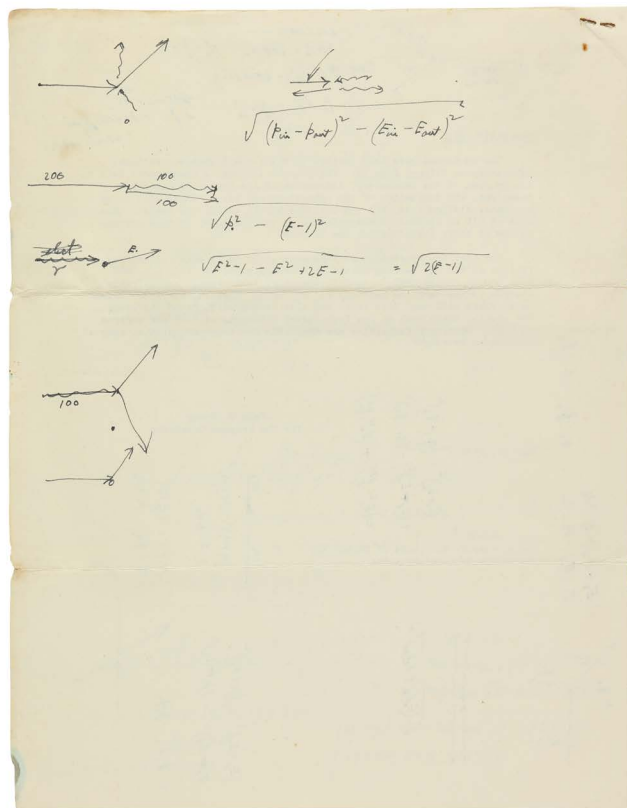 √(p_in − p_out)² − (E_in − E_out)²
200 100
100
√p₀² − (E−1)²
γ E.
√E²−1 − E² + 2E−1 = √2(E−1)
100